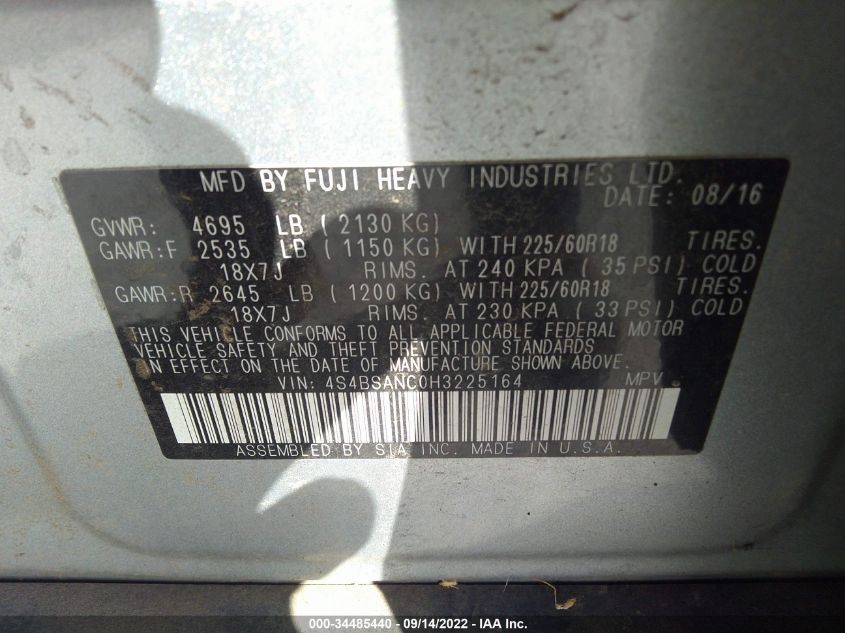 MFD BY FUJI HEAVY INDUSTRIES LTD.
DATE: 08/16
GVWR: 4695 LB ( 2130 KG)
GAWR:F 2535 LB ( 1150 KG) WITH 225/60R18 TIRES.
18X7J RIMS. AT 240 KPA ( 35 PSI) COLD
GAWR:R 2645 LB ( 1200 KG) WITH 225/60R18 TIRES.
18X7J RIMS. AT 230 KPA ( 33 PSI) COLD
THIS VEHICLE CONFORMS TO ALL APPLICABLE FEDERAL MOTOR
VEHICLE SAFETY AND THEFT PREVENTION STANDARDS
IN EFFECT ON THE DATE OF MANUFACTURE SHOWN ABOVE.
VIN: 4S4BSANC0H3225164 MPV
ASSEMBLED BY SIA INC. MADE IN U.S.A.
000-34485440 - 09/14/2022 - IAA Inc.